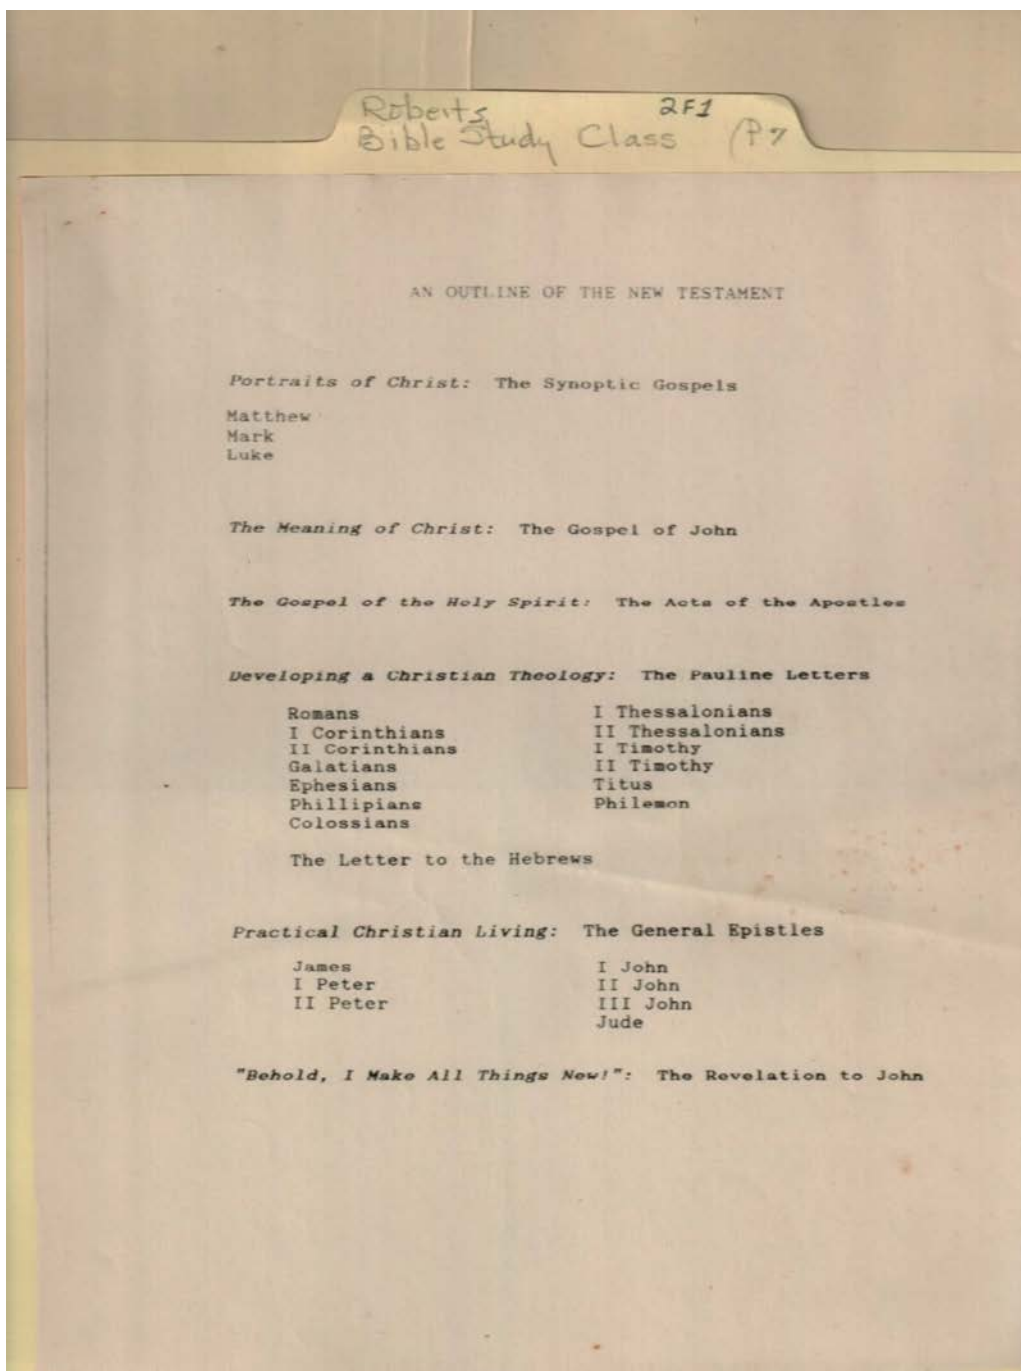 Roberts 2F1
Bible Study Class
AN OUTLINE OF THE NEW TESTAMENT
Portraits of Christ: The Synoptic Gospels
Matthew
Mark
Luke
The Meaning of Christ: The Gospel of John
The Gospel of the Holy Spirit: The Acts of the Apostles
Developing a Christian Theology: The Pauline Letters
Romans I Thessalonians
I Corinthians II Thessalonians
II Corinthians I Timothy
Galatians II Timothy
Ephesians Titus
Phillipians Philemon
Colossians
The Letter to the Hebrews
Practical Christian Living: The General Epistles
James I John
I Peter II John
II Peter III John
Jude
"Behold, I Make All Things New!": The Revelation to John